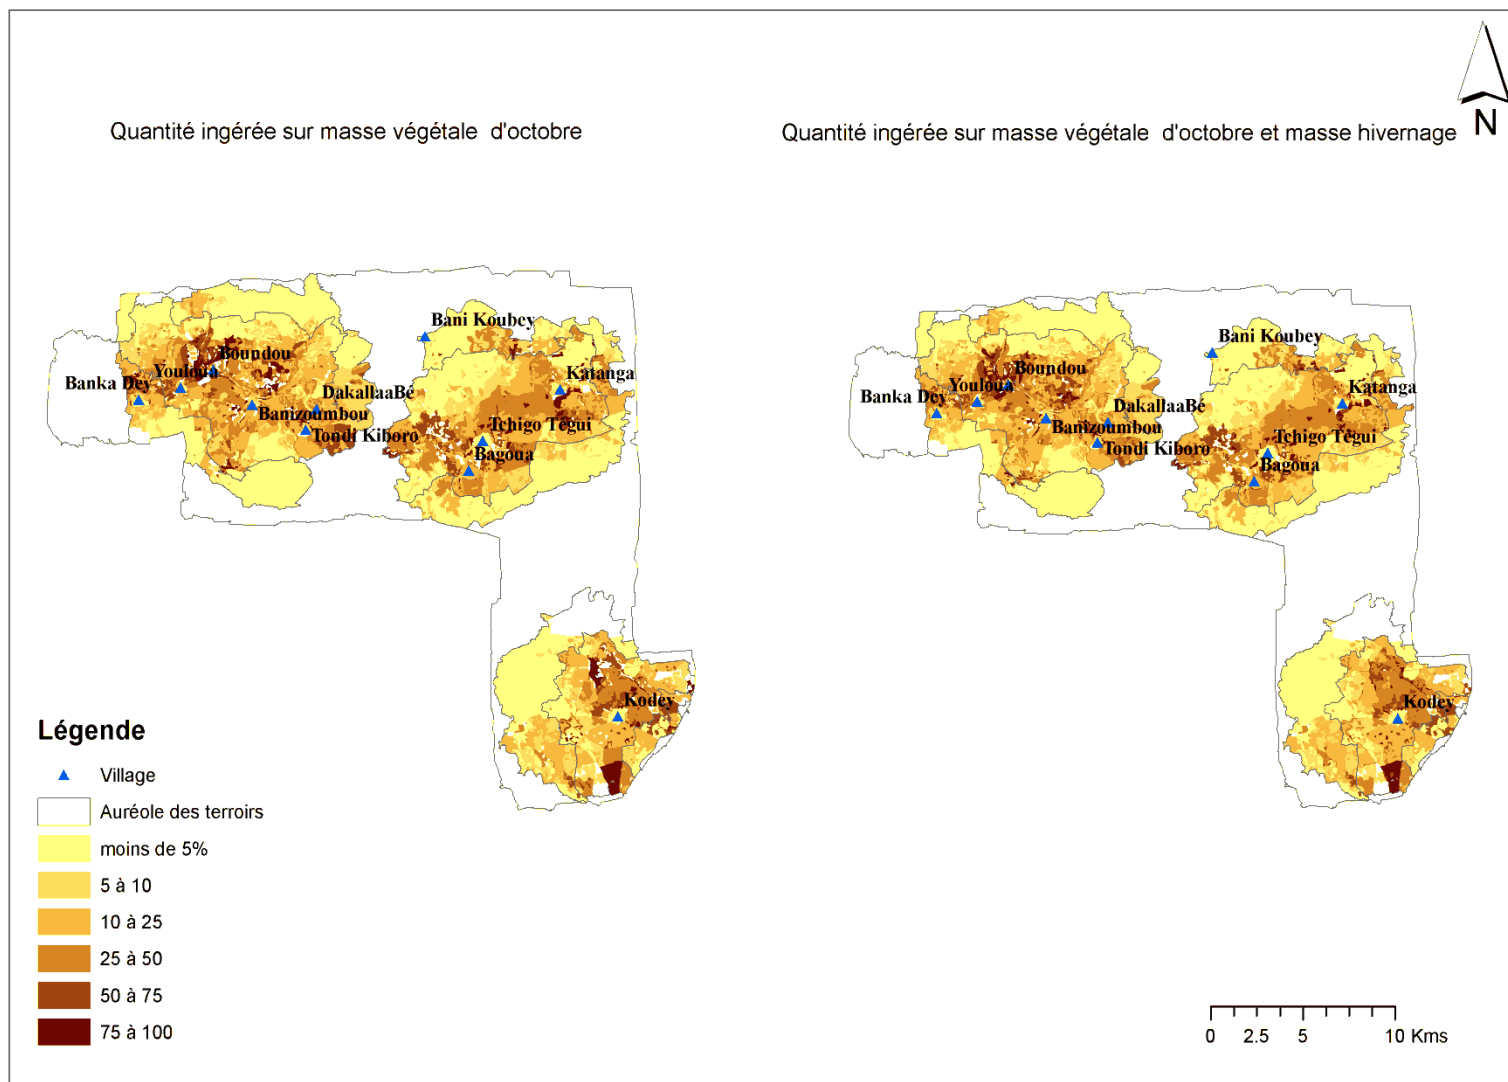 Quantité ingérée sur masse végétale d'octobre
Quantité ingérée sur masse végétale d'octobre et masse hivernage
N
Bani Koubey
Boundou
Youloua
Banka Dey
Katanga
DakallaaBé
Banizoumbou
Tchigo Tégui
Tondi Kiboro
Bagoua
Kodey
Bani Koubey
Boundou
Youloua
Banka Dey
Katanga
DakallaaBé
Banizoumbou
Tchigo Tégui
Tondi Kiboro
Bagoua
Kodey
Légende
Village
Auréole des terroirs
moins de 5%
5 à 10
10 à 25
25 à 50
50 à 75
75 à 100
0 2.5 5 10 Kms